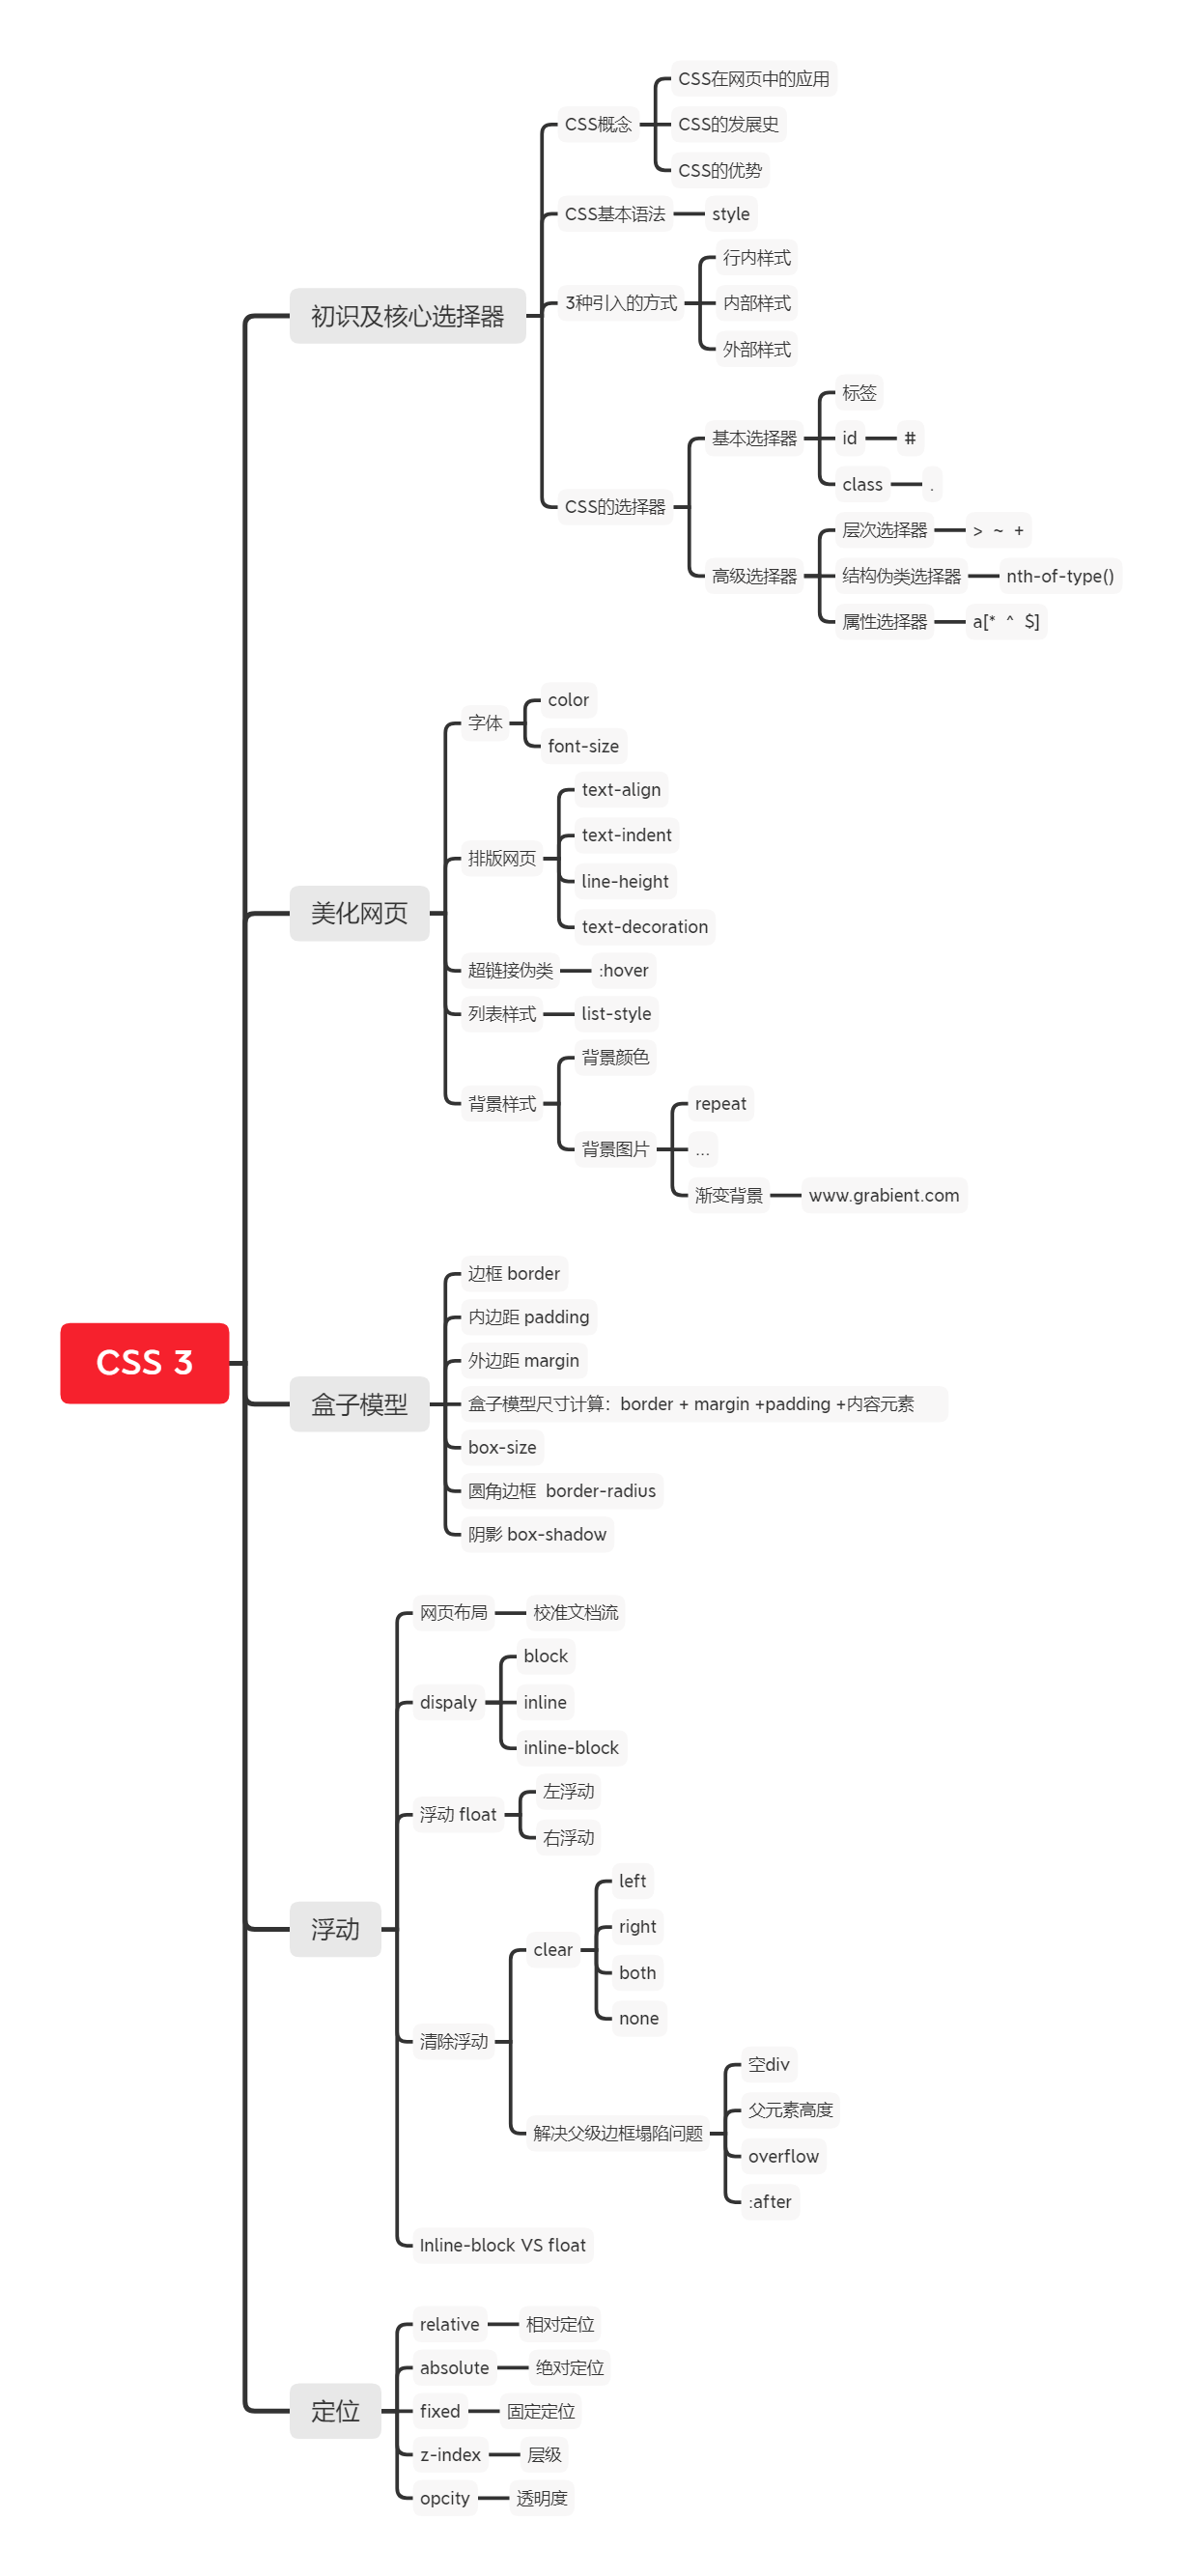 CSS 3
初识及核心选择器
CSS概念
CSS在网页中的应用
CSS的发展史
CSS的优势
CSS基本语法
style
3种引入的方式
行内样式
内部样式
外部样式
CSS的选择器
基本选择器
标签
id
#
class
.
高级选择器
层次选择器
> ~ +
结构伪类选择器
nth-of-type()
属性选择器
a[* ^ $]
美化网页
字体
color
font-size
排版网页
text-align
text-indent
line-height
text-decoration
超链接伪类
:hover
列表样式
list-style
背景样式
背景颜色
背景图片
repeat
...
渐变背景
www.grabient.com
盒子模型
边框 border
内边距 padding
外边距 margin
盒子模型尺寸计算：border + margin +padding +内容元素
box-size
圆角边框 border-radius
阴影 box-shadow
浮动
网页布局
校准文档流
dispaly
block
inline
inline-block
浮动 float
左浮动
右浮动
清除浮动
clear
left
right
both
none
解决父级边框塌陷问题
空div
父元素高度
overflow
:after
Inline-block VS float
定位
relative
相对定位
absolute
绝对定位
fixed
固定定位
z-index
层级
opcity
透明度